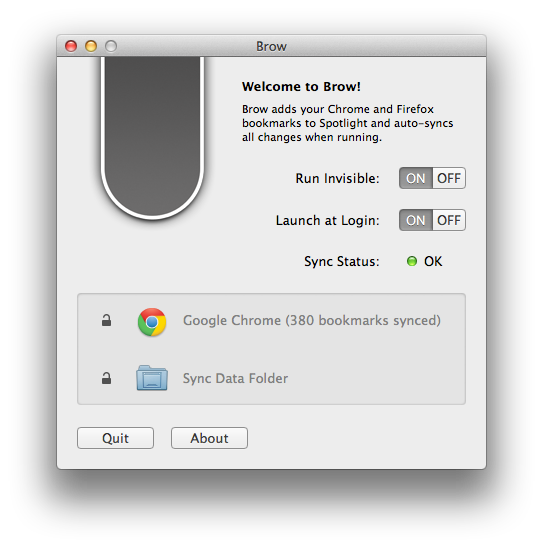 Brow
Welcome to Brow!
Brow adds your Chrome and Firefox
bookmarks to Spotlight and auto-syncs
all changes when running.
Run Invisible: ON OFF
Launch at Login: ON OFF
Sync Status: OK
Google Chrome (380 bookmarks synced)
Sync Data Folder
Quit About